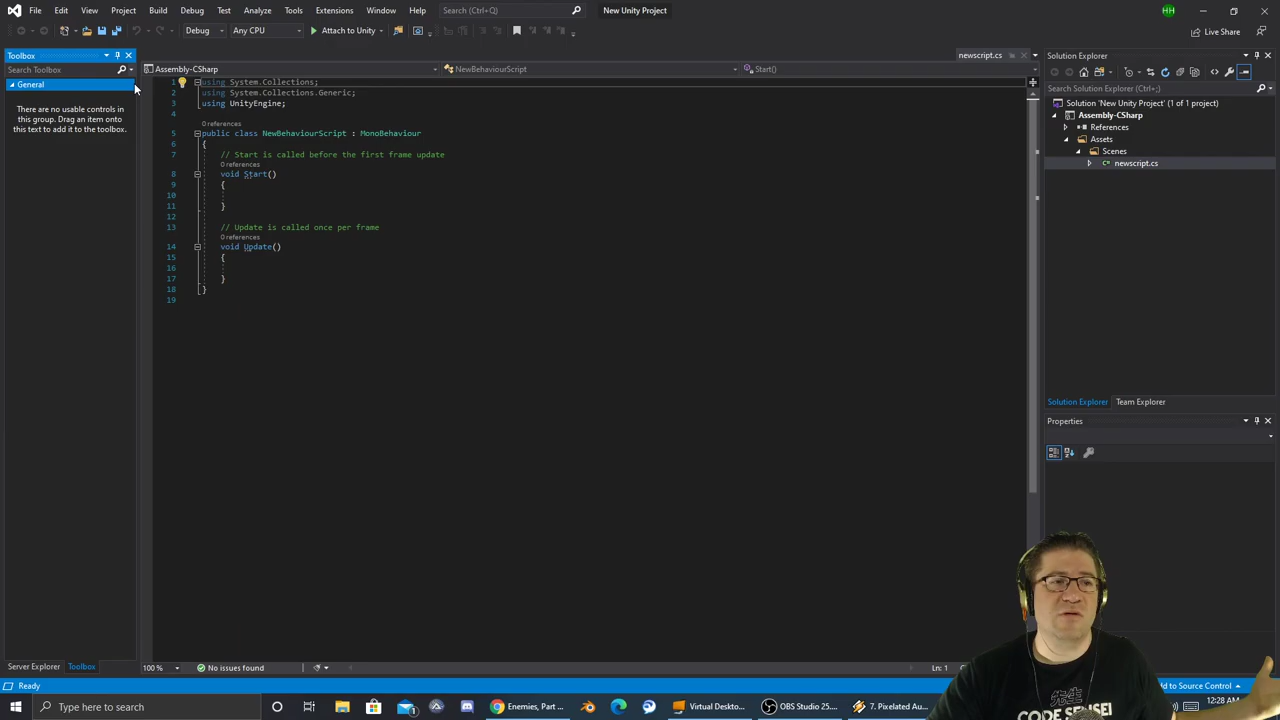 File Edit View Project Build Debug Test Analyze Tools Extensions Window Help Search (Ctrl+Q) New Unity Project HH
Debug Any CPU Attach to Unity Live Share
Toolbox
Search Toolbox
General
There are no usable controls in
this group. Drag an item onto
this text to add it to the toolbox.
Server Explorer Toolbox
newscript.cs
Assembly-CSharp NewBehaviourScript Start()
1 using System.Collections;
2 using System.Collections.Generic;
3 using UnityEngine;
4
0 references
5 public class NewBehaviourScript : MonoBehaviour
6 {
7 // Start is called before the first frame update
0 references
8 void Start()
9 {
10
11 }
12
13 // Update is called once per frame
0 references
14 void Update()
15 {
16
17 }
18 }
19
100 % No issues found Ln: 1
Solution Explorer
Search Solution Explorer (Ctrl+;)
Solution 'New Unity Project' (1 of 1 project)
Assembly-CSharp
References
Assets
Scenes
C# newscript.cs
Solution Explorer Team Explorer
Properties
先生
CODE SENSEI
Ready dd to Source Control
Type here to search Enemies, Part ... Virtual Deskto... OBS Studio 25.... 7. Pixelated Au... 12:28 AM